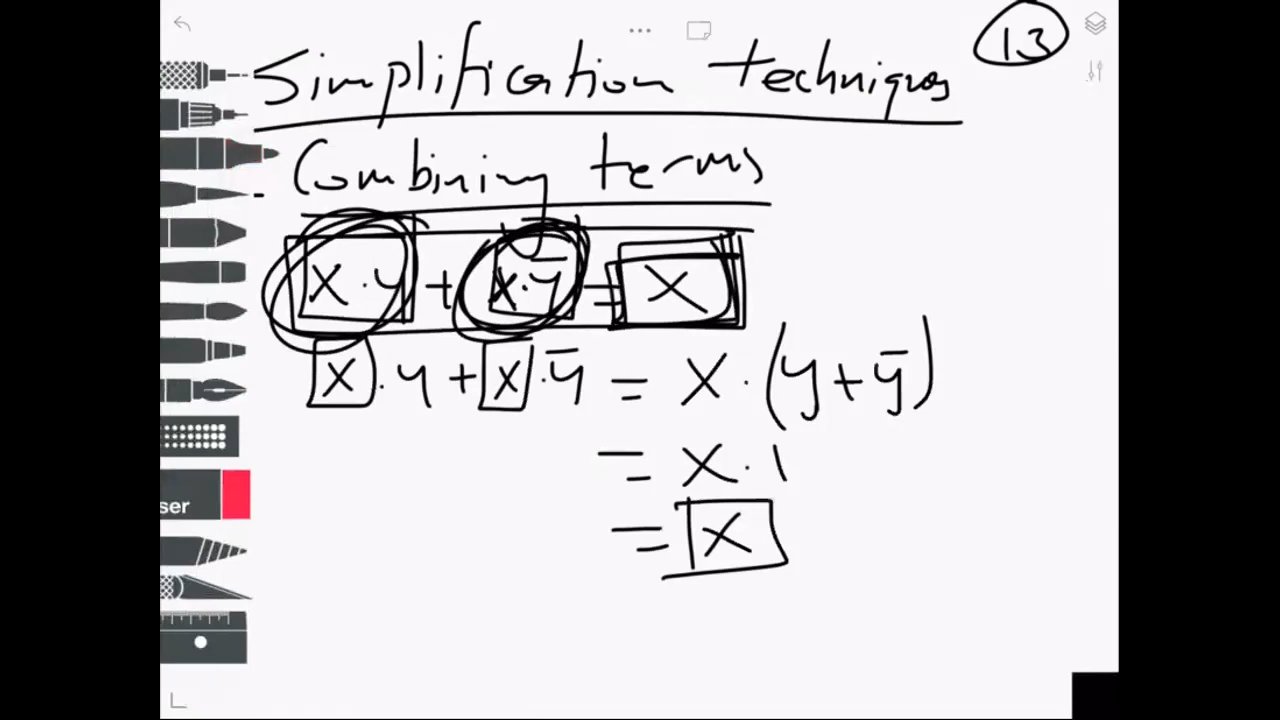 13
Simplification techniques
Combining terms
x·y + x·ȳ = x
x·y + x·ȳ = x·(y+ȳ)
= x·1
= x
ser